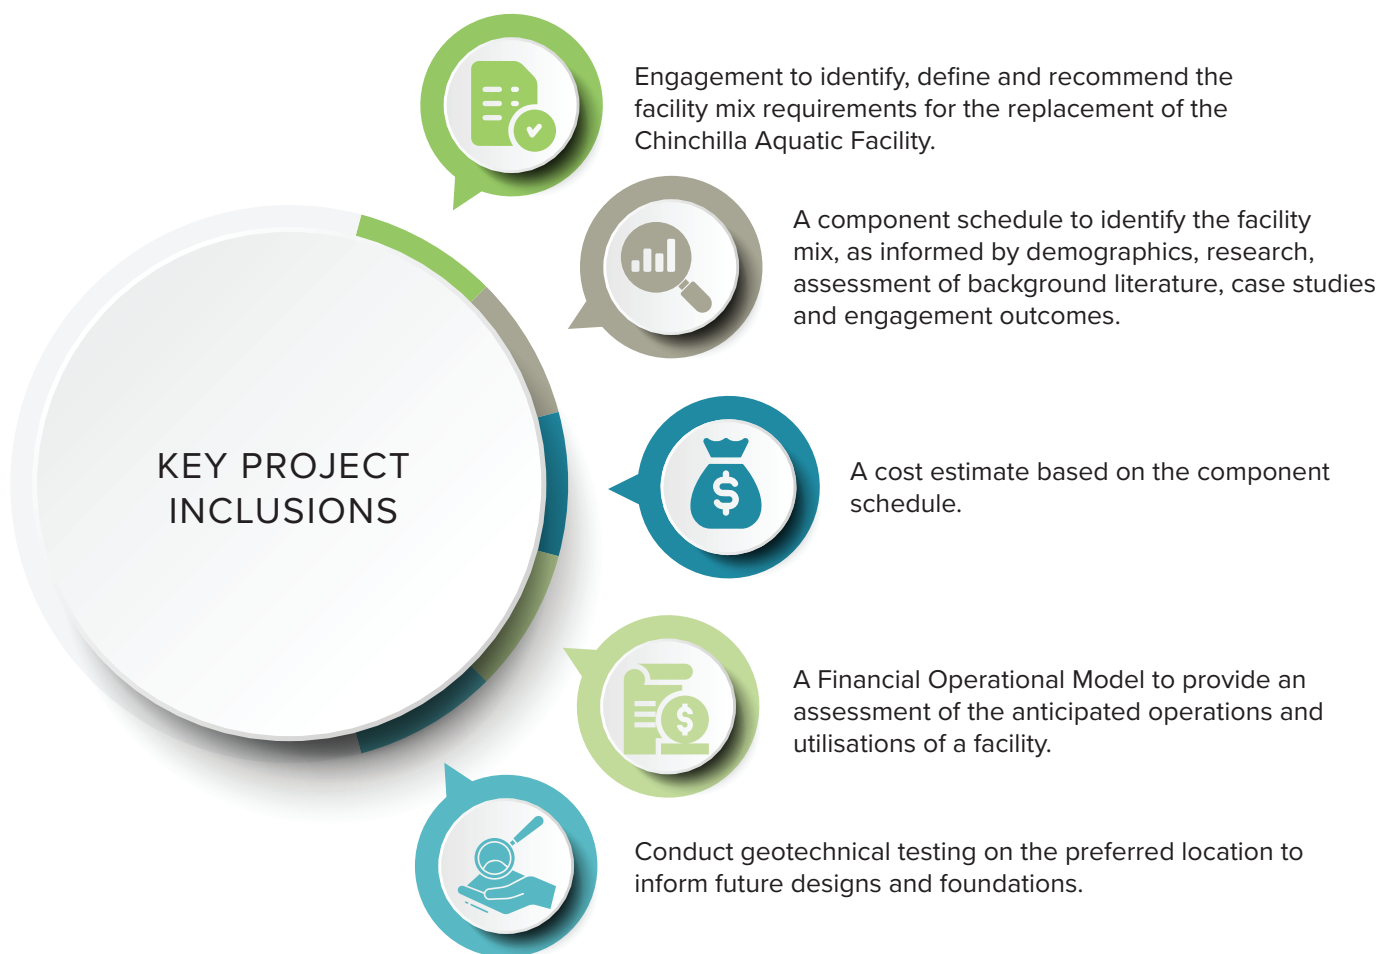 Engagement to identify, define and recommend the
facility mix requirements for the replacement of the
Chinchilla Aquatic Facility.
A component schedule to identify the facility
mix, as informed by demographics, research,
assessment of background literature, case studies
and engagement outcomes.
KEY PROJECT
INCLUSIONS
A cost estimate based on the component
schedule.
A Financial Operational Model to provide an
assessment of the anticipated operations and
utilisations of a facility.
Conduct geotechnical testing on the preferred location to
inform future designs and foundations.